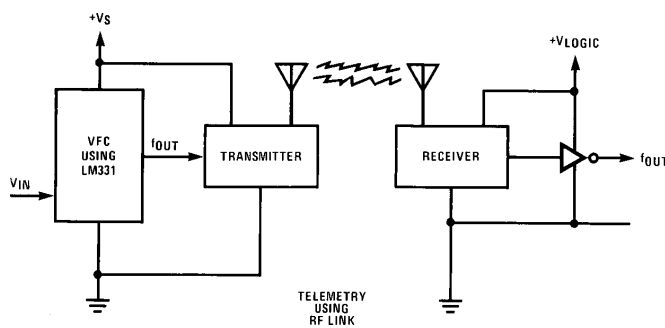 +VS
+VLOGIC
VFC
USING
LM331
fOUT
TRANSMITTER
RECEIVER
fOUT
VIN
TELEMETRY
USING
RF LINK